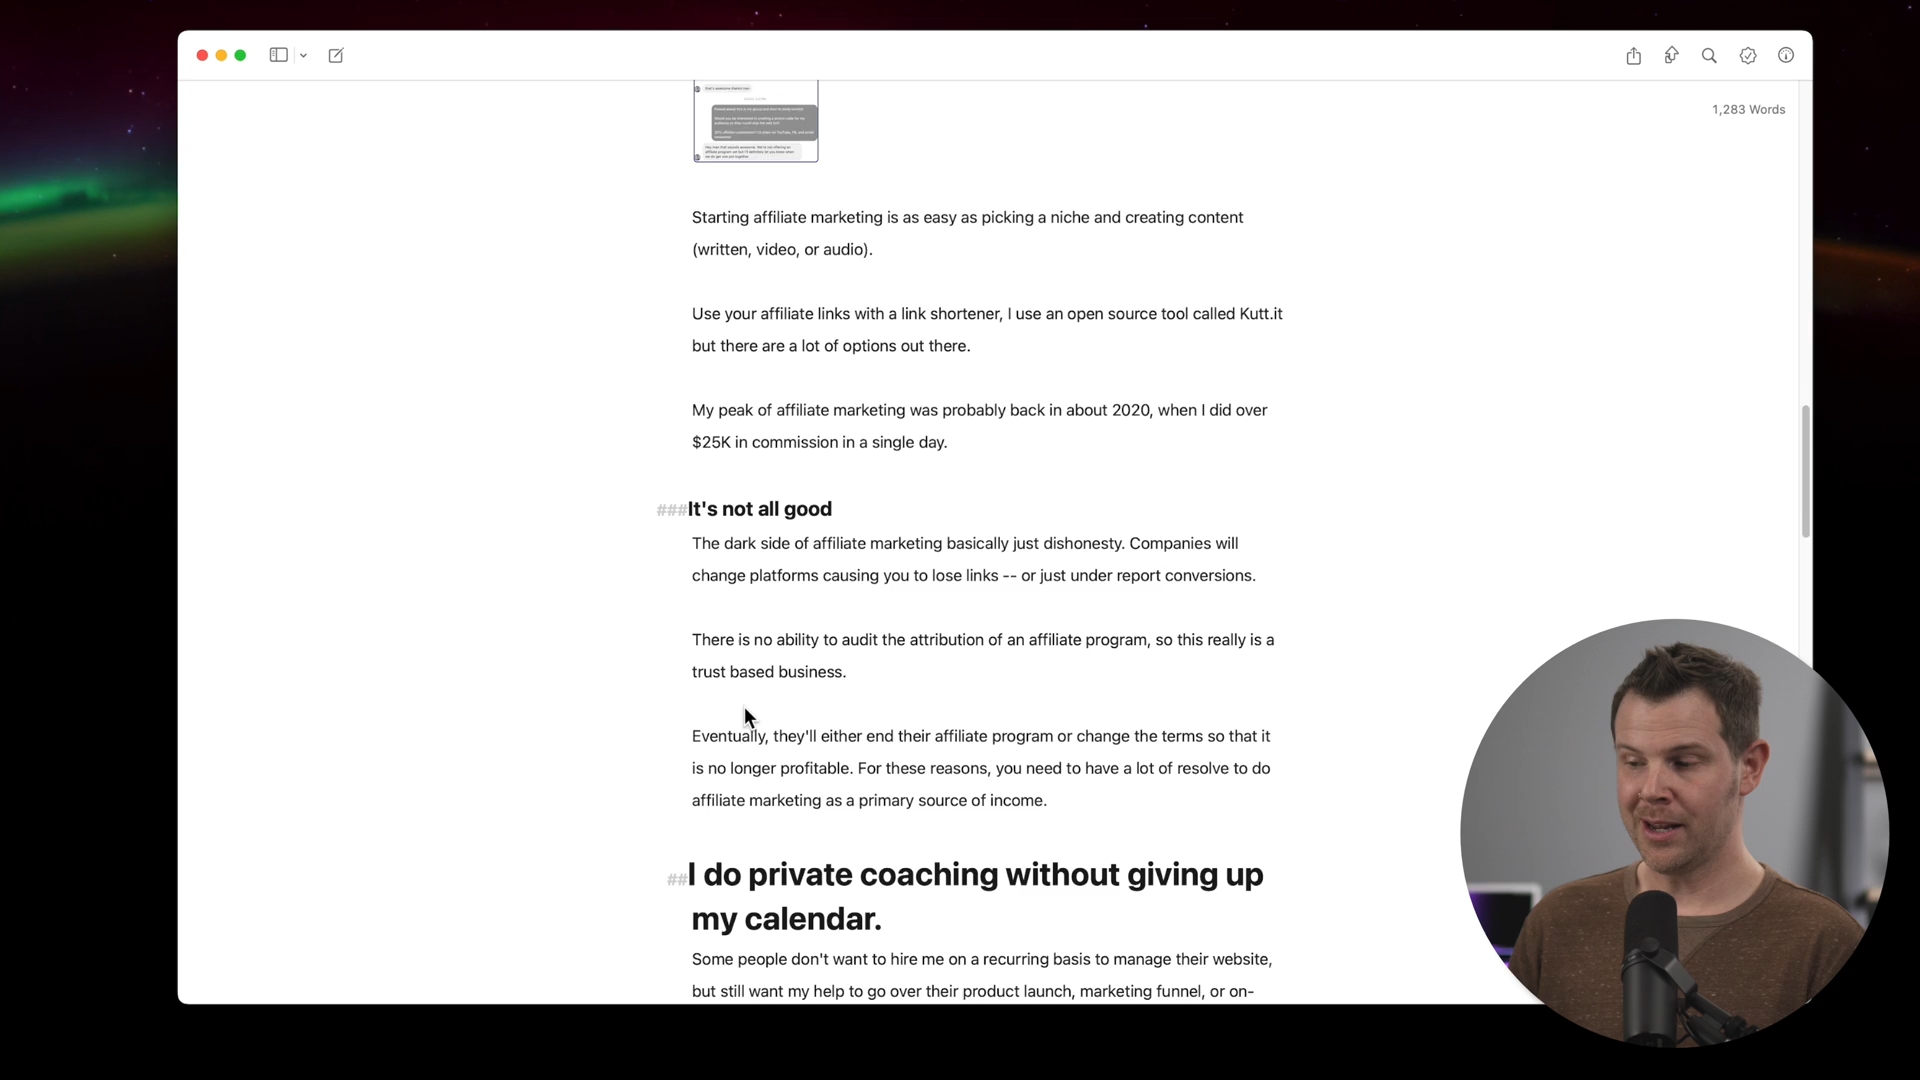 1,283 Words
that's awesome thanks man
Starting affiliate marketing is as easy as picking a niche and creating content
(written, video, or audio).
Use your affiliate links with a link shortener, I use an open source tool called Kutt.it
but there are a lot of options out there.
My peak of affiliate marketing was probably back in about 2020, when I did over
$25K in commission in a single day.
###It's not all good
The dark side of affiliate marketing basically just dishonesty. Companies will
change platforms causing you to lose links -- or just under report conversions.
There is no ability to audit the attribution of an affiliate program, so this really is a
trust based business.
Eventually, they'll either end their affiliate program or change the terms so that it
is no longer profitable. For these reasons, you need to have a lot of resolve to do
affiliate marketing as a primary source of income.
##I do private coaching without giving up
my calendar.
Some people don't want to hire me on a recurring basis to manage their website,
but still want my help to go over their product launch, marketing funnel, or on-